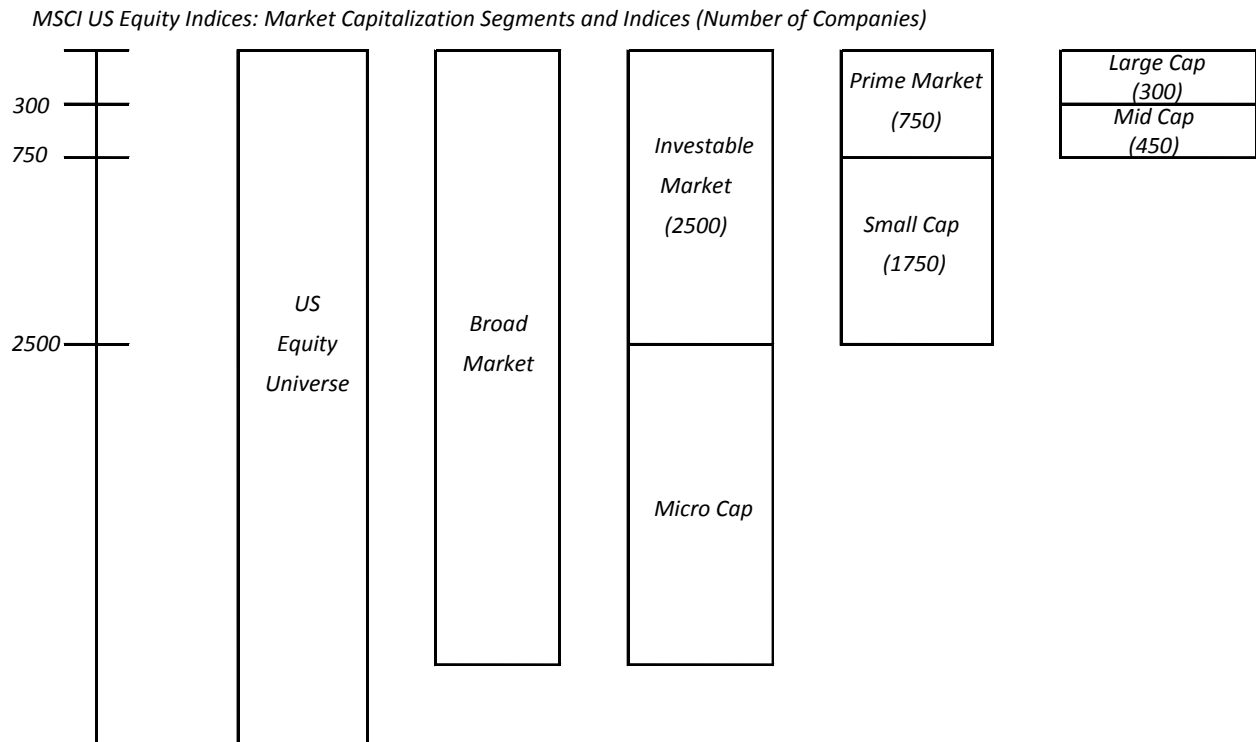 MSCI US Equity Indices: Market Capitalization Segments and Indices (Number of Companies)
300
750
2500
US
Equity
Universe
Broad
Market
Investable
Market
(2500)
Micro Cap
Prime Market
(750)
Small Cap
(1750)
Large Cap
(300)
Mid Cap
(450)